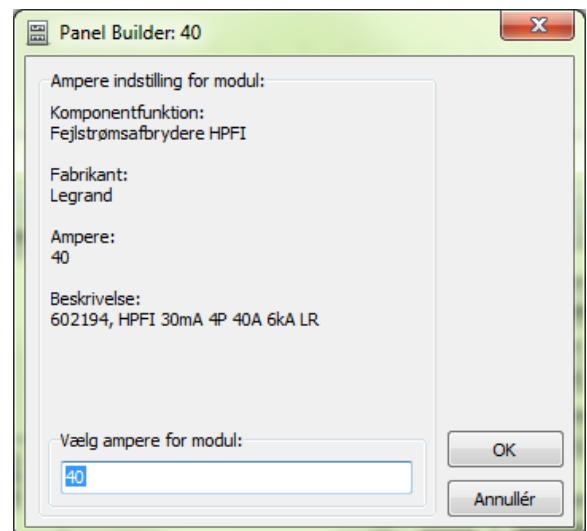 Panel Builder: 40
Ampere indstilling for modul:
Komponentfunktion:
Fejlstrømsafbrydere HPFI
Fabrikant:
Legrand
Ampere:
40
Beskrivelse:
602194, HPFI 30mA 4P 40A 6kA LR
Vælg ampere for modul:
40
OK
Annullér